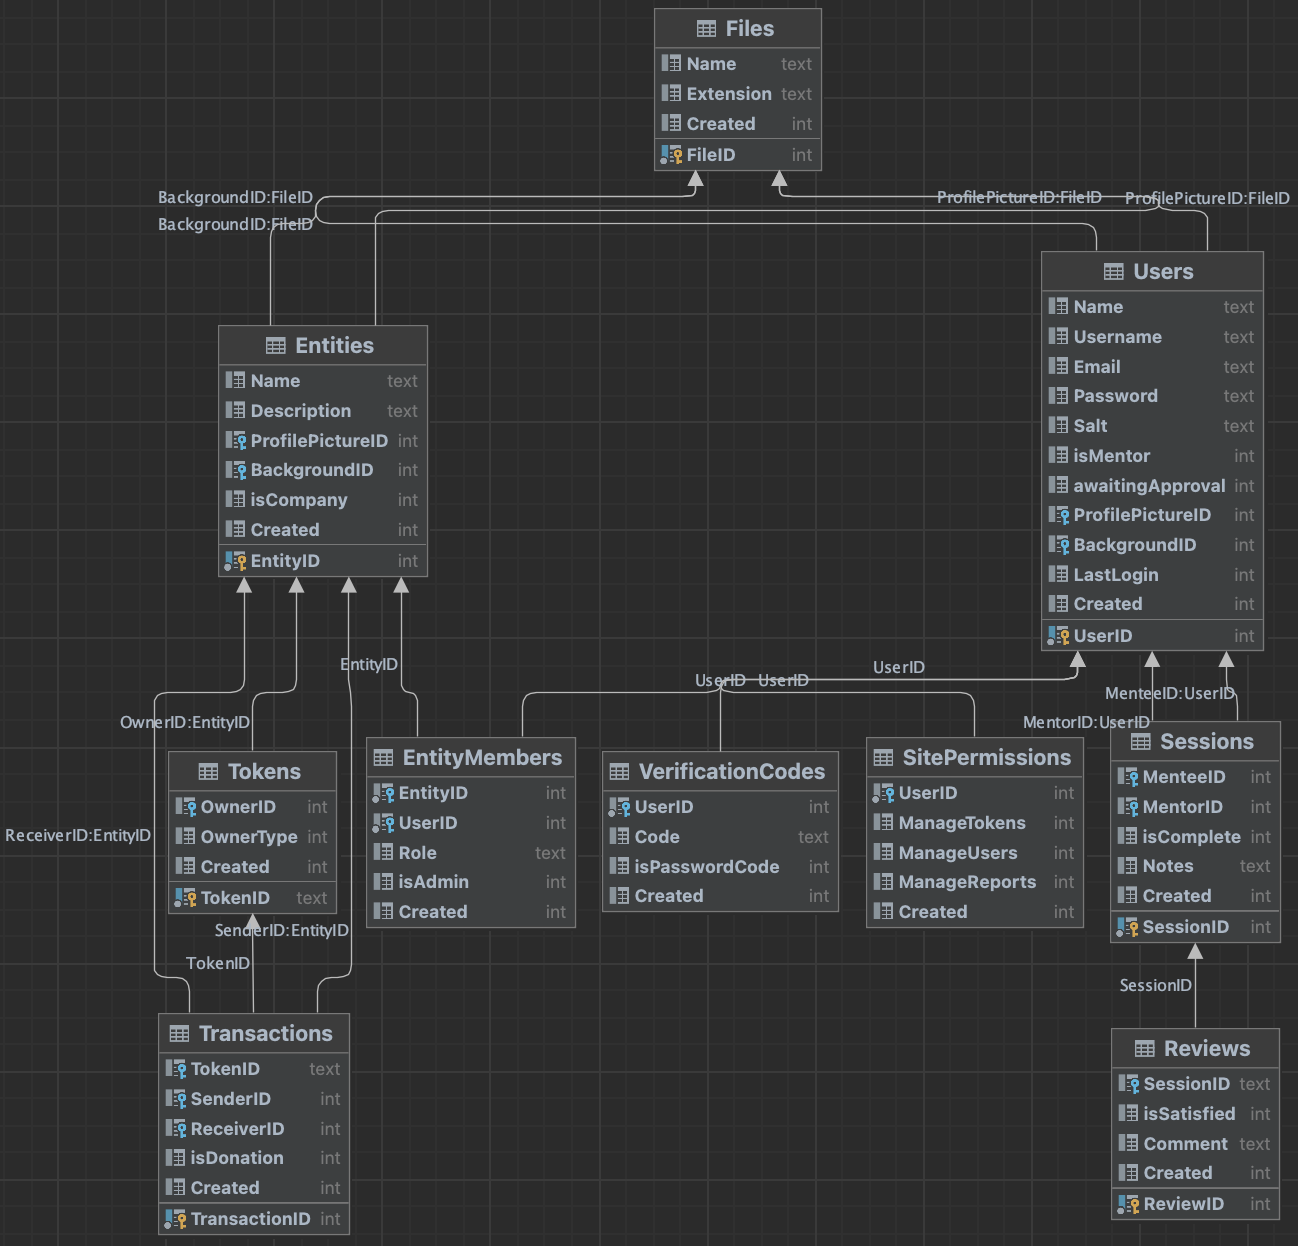 Files
Name text
Extension text
Created int
FileID int
BackgroundID:FileID
BackgroundID:FileID
ProfilePictureID:FileID
ProfilePictureID:FileID
Users
Name text
Username text
Email text
Password text
Salt text
isMentor int
awaitingApproval int
ProfilePictureID int
BackgroundID int
LastLogin int
Created int
UserID int
Entities
Name text
Description text
ProfilePictureID int
BackgroundID int
isCompany int
Created int
EntityID int
EntityID
UserID
UserID
UserID
MenteeID:UserID
MentorID:UserID
OwnerID:EntityID
ReceiverID:EntityID
Tokens
OwnerID int
OwnerType int
Created int
TokenID text
EntityMembers
EntityID int
UserID int
Role text
isAdmin int
Created int
VerificationCodes
UserID int
Code text
isPasswordCode int
Created int
SitePermissions
UserID int
ManageTokens int
ManageUsers int
ManageReports int
Created int
Sessions
MenteeID int
MentorID int
isComplete int
Notes text
Created int
SessionID int
SenderID:EntityID
TokenID
SessionID
Transactions
TokenID text
SenderID int
ReceiverID int
isDonation int
Created int
TransactionID int
Reviews
SessionID text
isSatisfied int
Comment text
Created int
ReviewID int